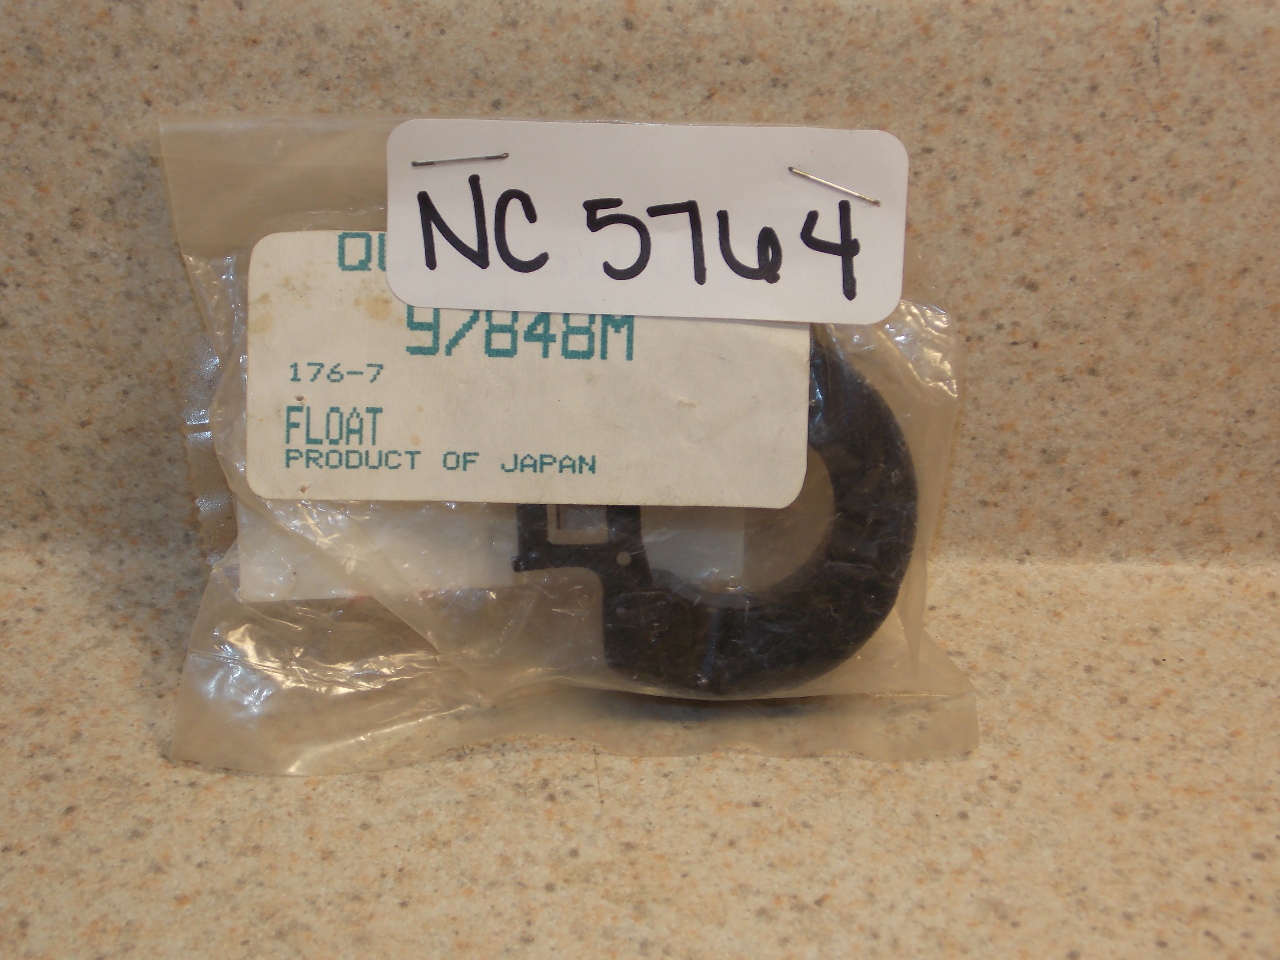 NC 5764
97848M
176-7
FLOAT
PRODUCT OF JAPAN